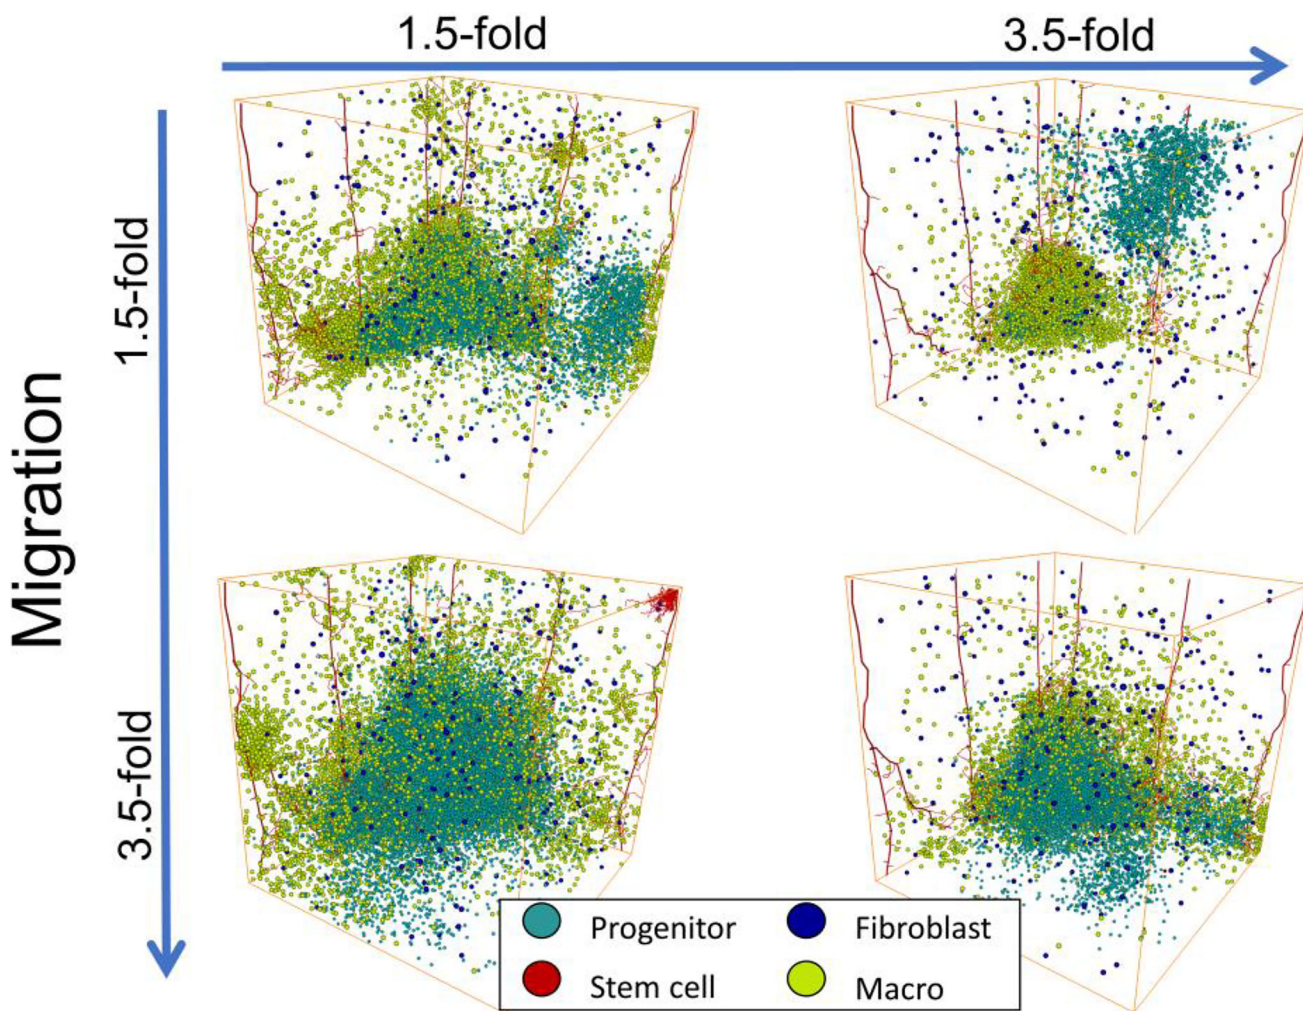 1.5-fold
3.5-fold
Migration
1.5-fold
3.5-fold
Progenitor
Fibroblast
Stem cell
Macro